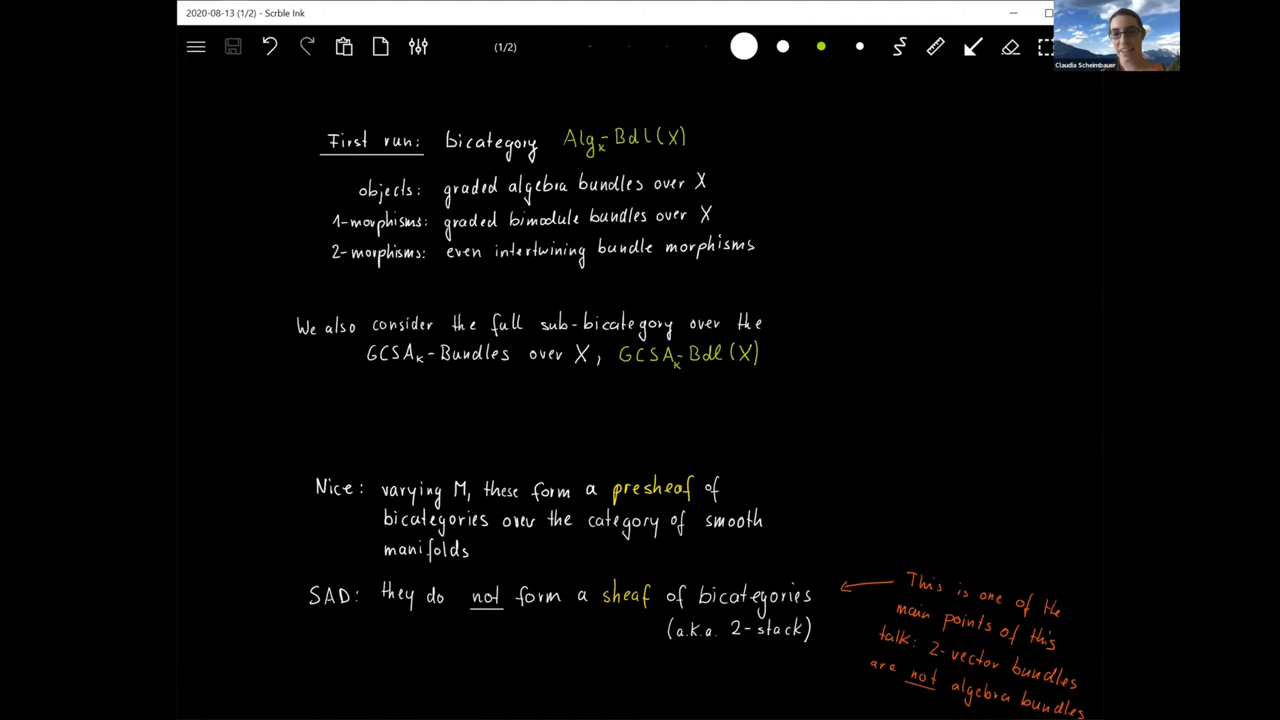 2020-08-13 (1/2) - Scrble Ink
(1/2)
Claudia Scheimbauer
First run: bicategory Algₖ-Bdl(X)
objects: graded algebra bundles over X
1-morphisms: graded bimodule bundles over X
2-morphisms: even intertwining bundle morphisms
We also consider the full sub-bicategory over the
GCSAₖ-Bundles over X, GCSAₖ-Bdl(X)
Nice: varying M, these form a presheaf of
bicategories over the category of smooth
manifolds
SAD: they do not form a sheaf of bicategories
(a.k.a. 2-stack)
This is one of the
main points of this
talk: 2-vector bundles
are not algebra bundles